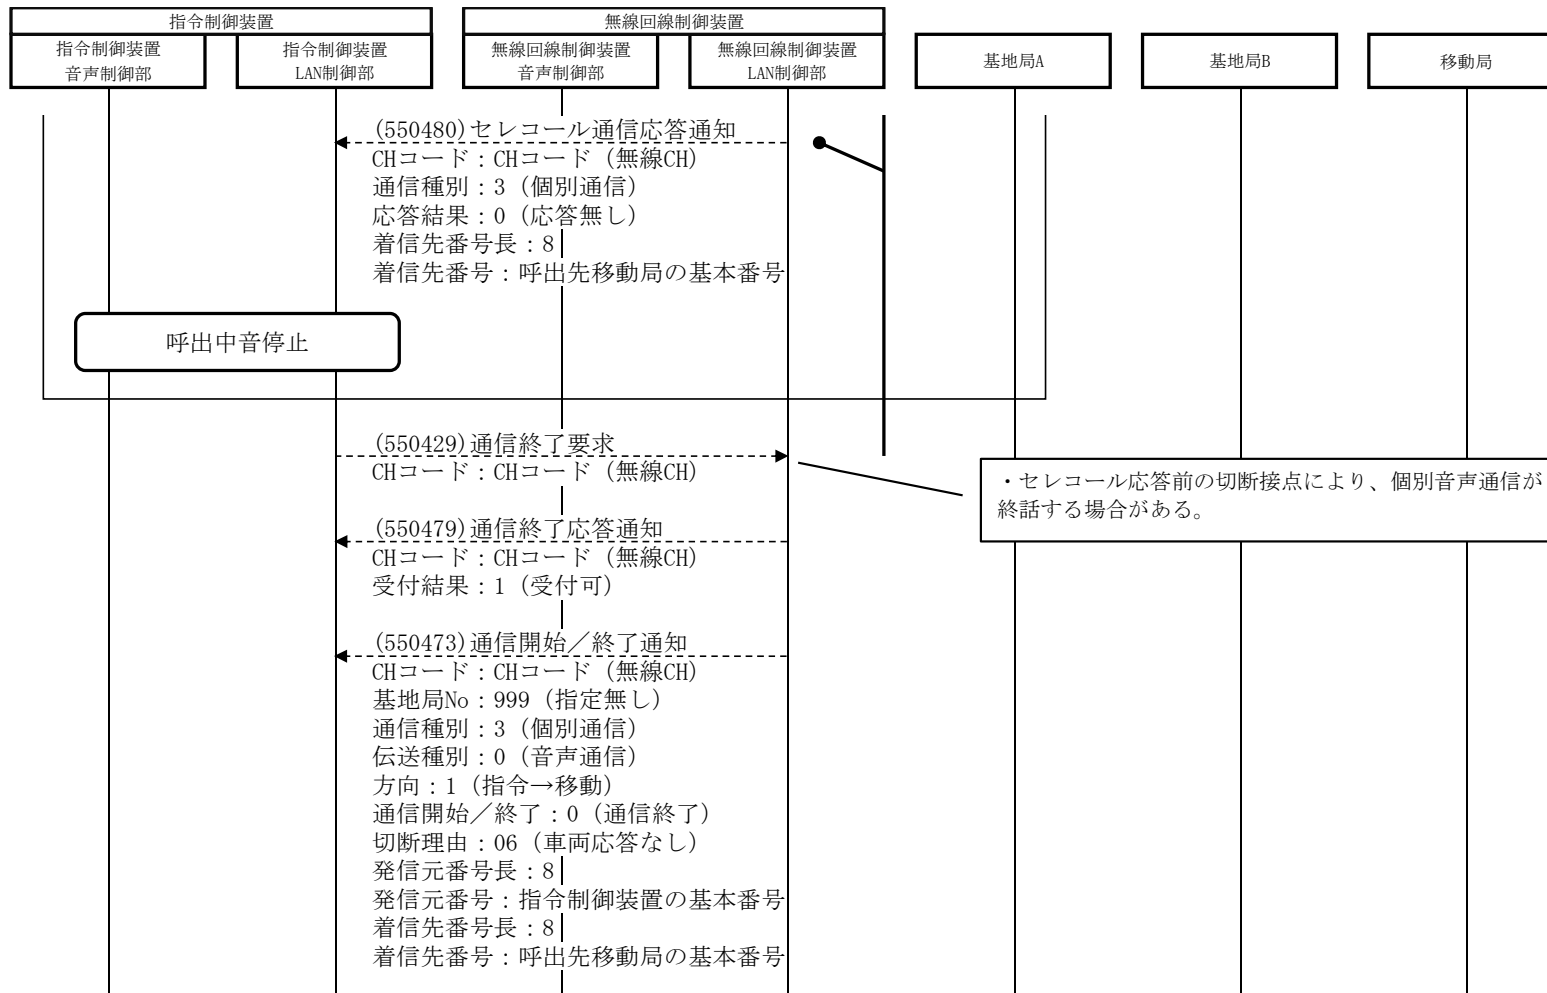 指令制御装置
無線回線制御装置
指令制御装置
音声制御部
指令制御装置
LAN制御部
無線回線制御装置
音声制御部
無線回線制御装置
LAN制御部
基地局A
基地局B
移動局
(550480)セレコール通信応答通知
CHコード：CHコード（無線CH）
通信種別：3（個別通信）
応答結果：0（応答無し）
着信先番号長：8
着信先番号：呼出先移動局の基本番号
呼出中音停止
(550429)通信終了要求
CHコード：CHコード（無線CH）
・セレコール応答前の切断接点により、個別音声通信が
終話する場合がある。
(550479)通信終了応答通知
CHコード：CHコード（無線CH）
受付結果：1（受付可）
(550473)通信開始／終了通知
CHコード：CHコード（無線CH）
基地局No：999（指定無し）
通信種別：3（個別通信）
伝送種別：0（音声通信）
方向：1（指令→移動）
通信開始／終了：0（通信終了）
切断理由：06（車両応答なし）
発信元番号長：8
発信元番号：指令制御装置の基本番号
着信先番号長：8
着信先番号：呼出先移動局の基本番号